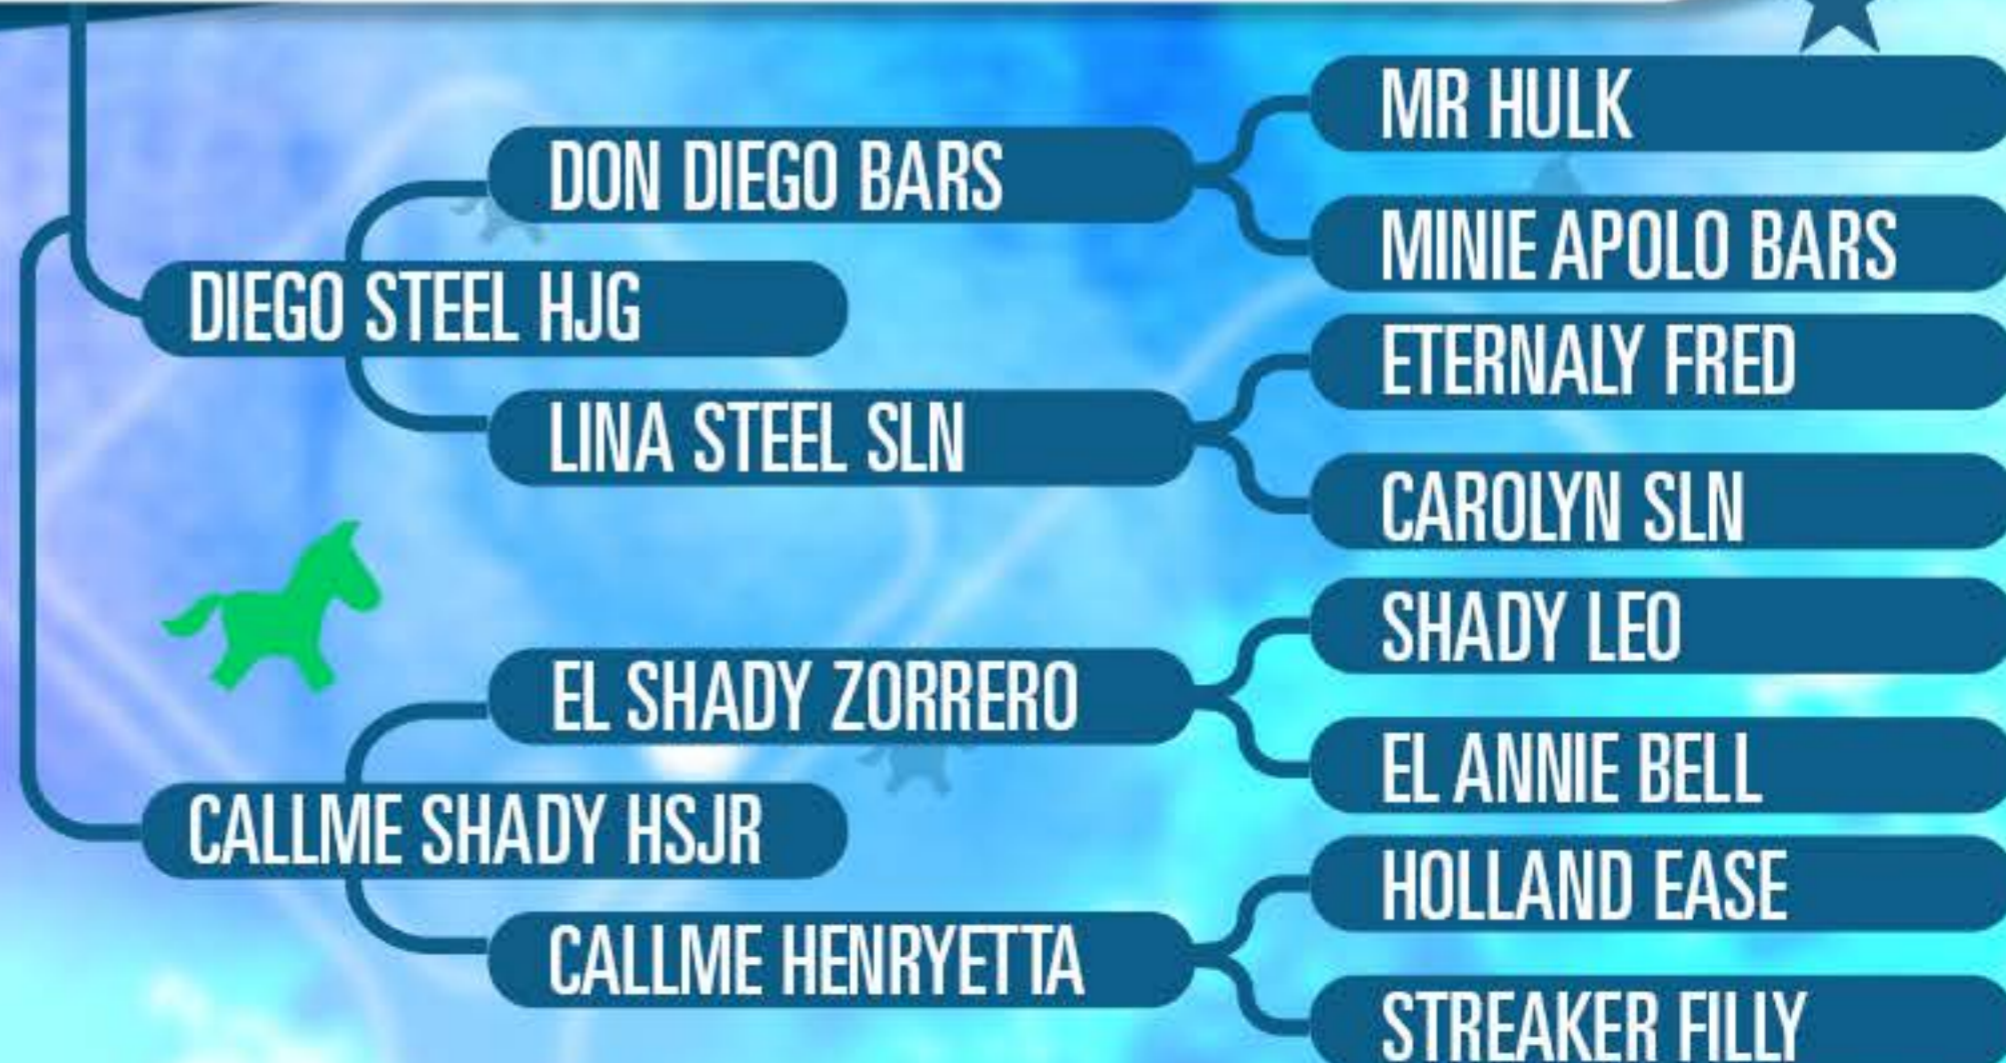 MR HULK
DON DIEGO BARS
MINIE APOLO BARS
DIEGO STEEL HJG
ETERNALY FRED
LINA STEEL SLN
CAROLYN SLN
SHADY LEO
EL SHADY ZORRERO
EL ANNIE BELL
CALLME SHADY HSJR
HOLLAND EASE
CALLME HENRYETTA
STREAKER FILLY